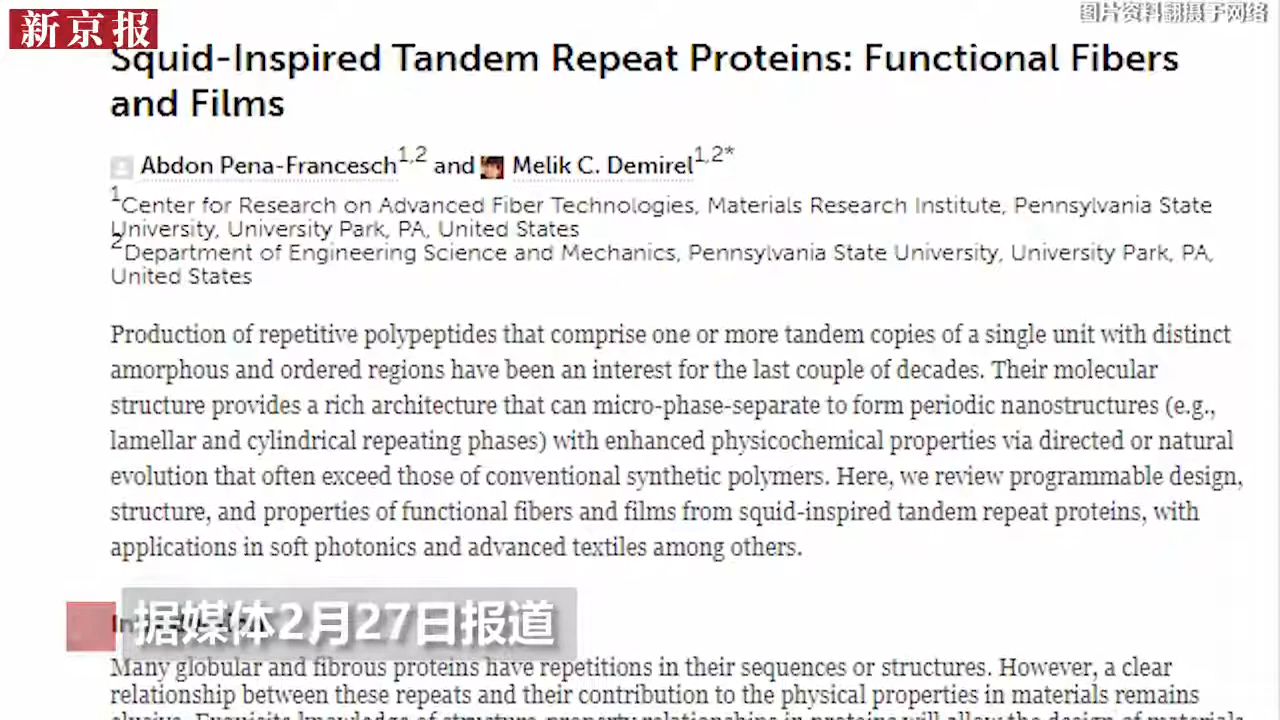 新京报
图片资料翻摄于网络
Squid-Inspired Tandem Repeat Proteins: Functional Fibers
and Films
Abdon Pena-Francesch1,2 and Melik C. Demirel1,2*
1Center for Research on Advanced Fiber Technologies, Materials Research Institute, Pennsylvania State
University, University Park, PA, United States
2Department of Engineering Science and Mechanics, Pennsylvania State University, University Park, PA,
United States
Production of repetitive polypeptides that comprise one or more tandem copies of a single unit with distinct
amorphous and ordered regions have been an interest for the last couple of decades. Their molecular
structure provides a rich architecture that can micro-phase-separate to form periodic nanostructures (e.g.,
lamellar and cylindrical repeating phases) with enhanced physicochemical properties via directed or natural
evolution that often exceed those of conventional synthetic polymers. Here, we review programmable design,
structure, and properties of functional fibers and films from squid-inspired tandem repeat proteins, with
applications in soft photonics and advanced textiles among others.
据媒体2月27日报道
Many globular and fibrous proteins have repetitions in their sequences or structures. However, a clear
relationship between these repeats and their contribution to the physical properties in materials remains